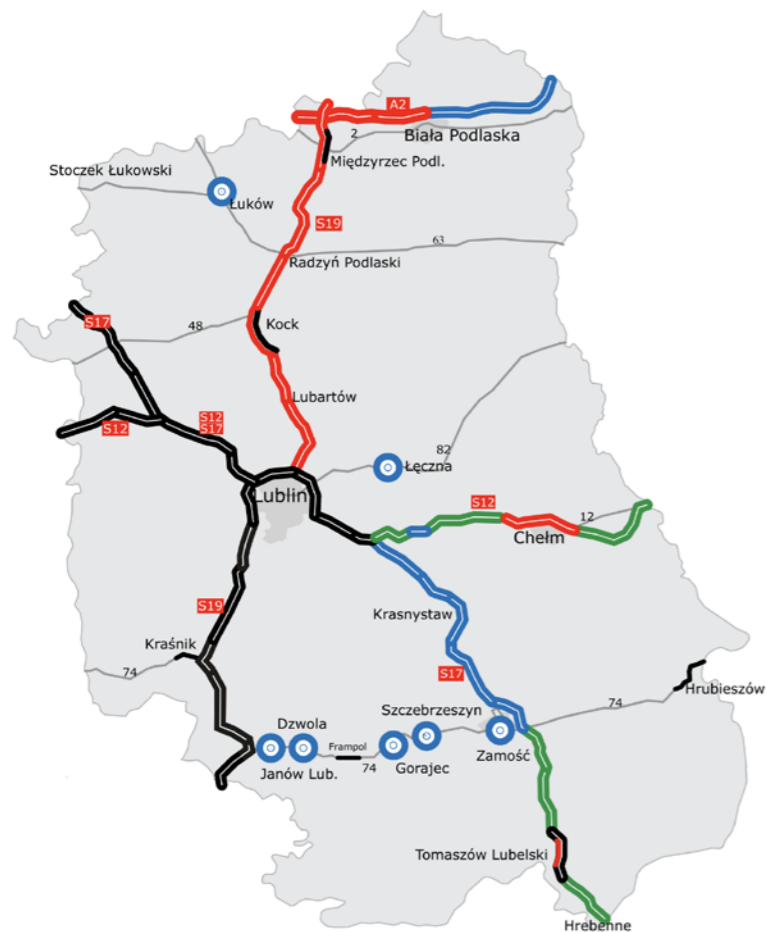 A2
2
Biała Podlaska
Międzyrzec Podl.
Stoczek Łukowski
Łuków
S19
63
Radzyń Podlaski
S17
48
Kock
Lubartów
S12
S12
S17
82
Łęczna
Lublin
S12
12
Chełm
S19
Krasnystaw
Kraśnik
74
S17
Hrubieszów
74
Szczebrzeszyn
Dzwola
Frampol
74
Zamość
Janów Lub.
Gorajec
Tomaszów Lubelski
Hrebenne